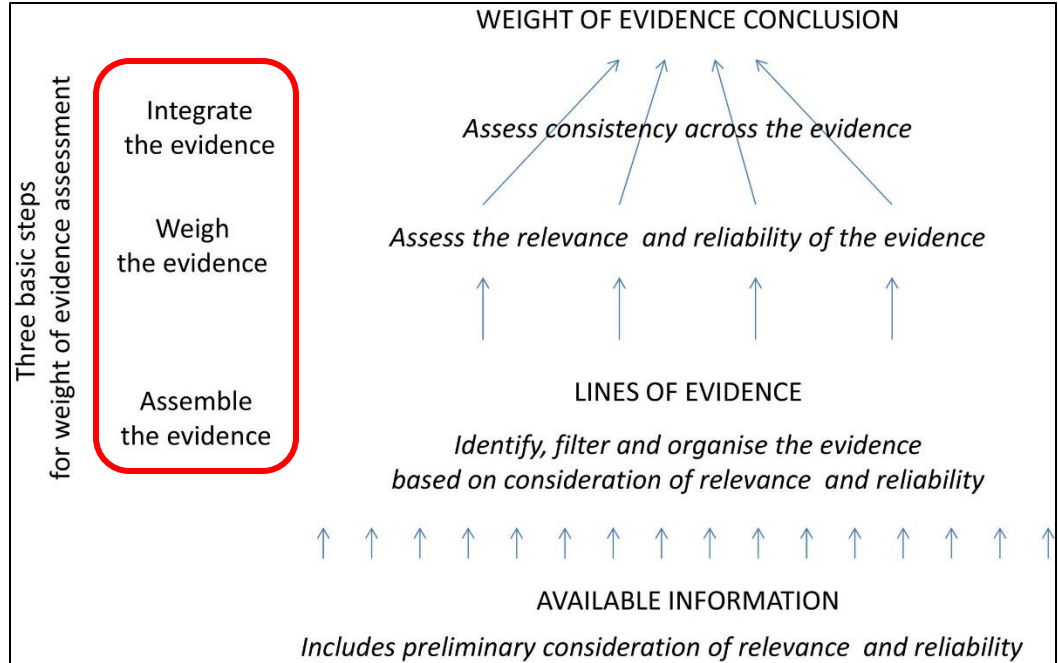 WEIGHT OF EVIDENCE CONCLUSION
Three basic steps
for weight of evidence assessment
Integrate
the evidence
Assess consistency across the evidence
Weigh
the evidence
Assess the relevance and reliability of the evidence
Assemble
the evidence
LINES OF EVIDENCE
Identify, filter and organise the evidence
based on consideration of relevance and reliability
AVAILABLE INFORMATION
Includes preliminary consideration of relevance and reliability